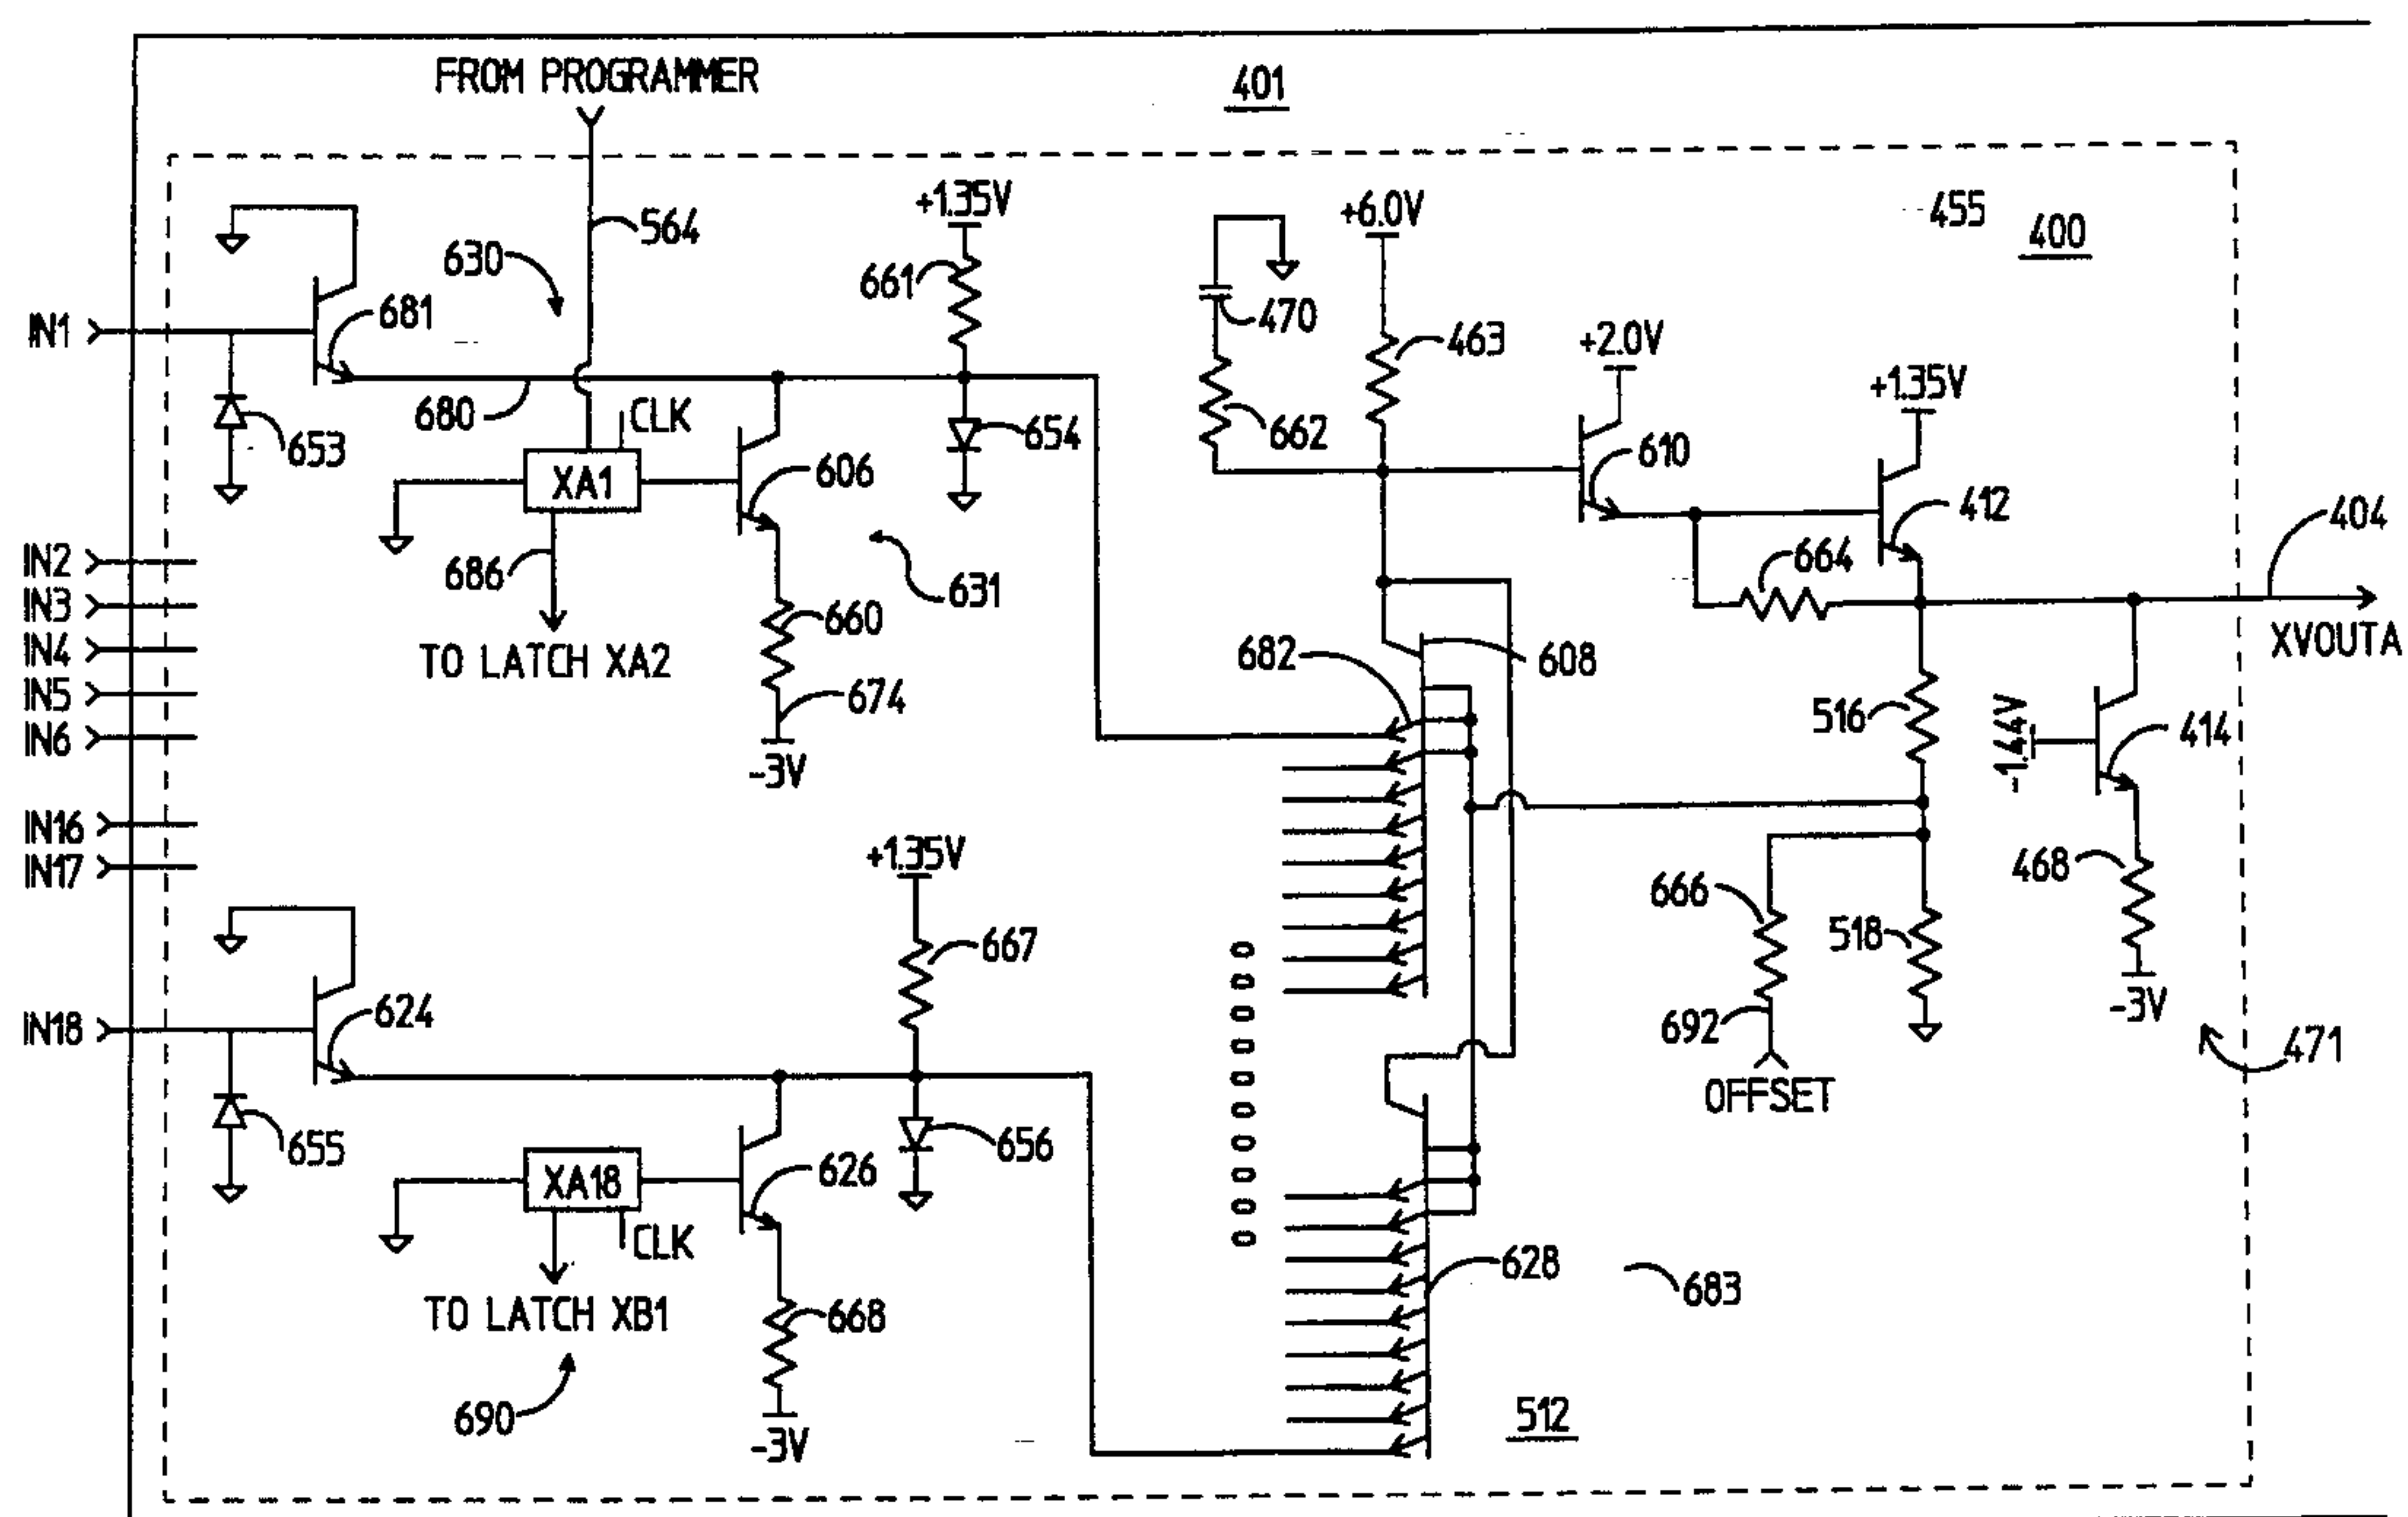 FROM PROGRAMMER
401
+1.35V
+6.0V
455
400
564
630
661
681
470
463
+2.0V
IN1
+1.35V
680
CLK
653
654
662
610
XA1
606
412
404
IN2
686
631
664
IN3
660
XVOUTA
IN4
TO LATCH XA2
682
608
IN5
674
516
-1.44V
414
IN6
-3V
IN16
+1.35V
IN17
666
468
667
518
IN18
624
692
-3V
471
OFFSET
655
656
XA18
626
CLK
628
683
TO LATCH XB1
668
690
-3V
512